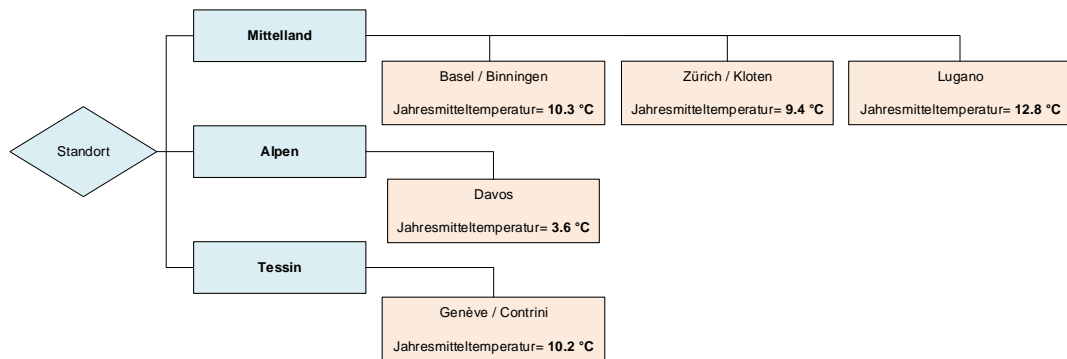 Standort
Mittelland
Basel / Binningen
Jahresmitteltemperatur= 10.3 °C
Zürich / Kloten
Jahresmitteltemperatur= 9.4 °C
Lugano
Jahresmitteltemperatur= 12.8 °C
Alpen
Davos
Jahresmitteltemperatur= 3.6 °C
Tessin
Genève / Contrini
Jahresmitteltemperatur= 10.2 °C